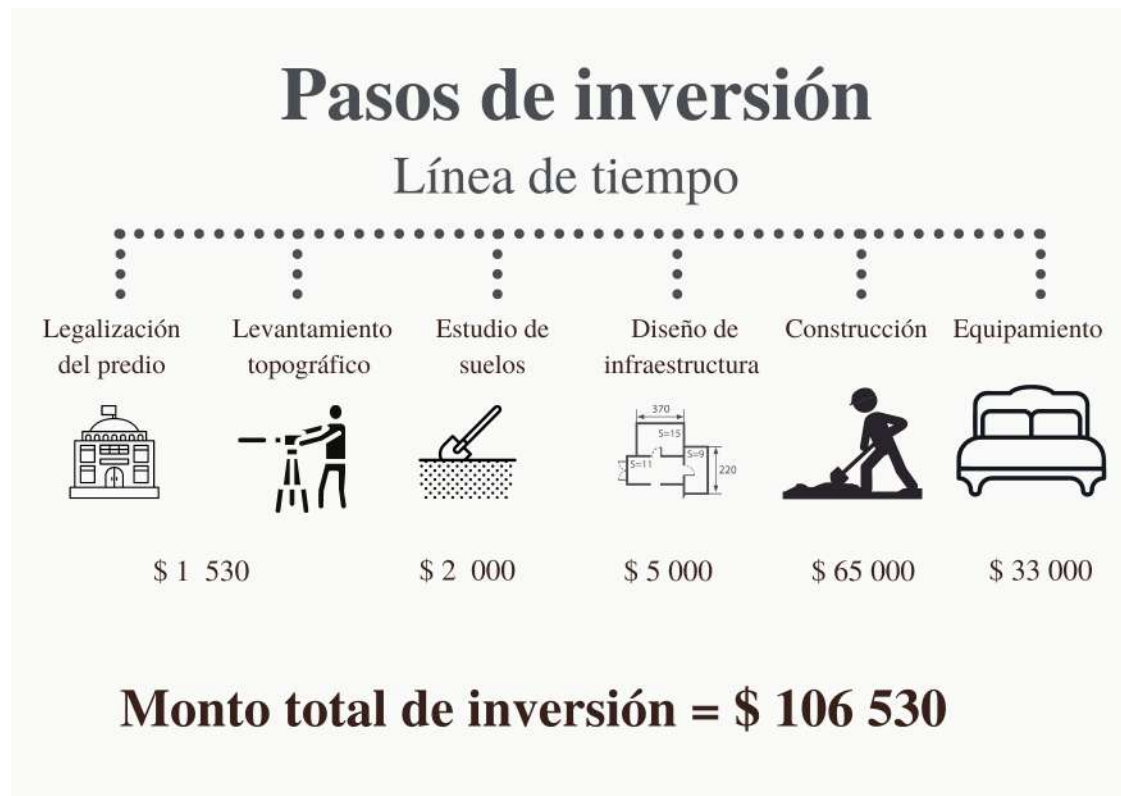 Pasos de inversión
Línea de tiempo
Legalización
del predio
Levantamiento
topográfico
Estudio de
suelos
Diseño de
infraestructura
Construcción
Equipamiento
370
S=15
S=11
S=9
220
$ 1 530
$ 2 000
$ 5 000
$ 65 000
$ 33 000
Monto total de inversión = $ 106 530